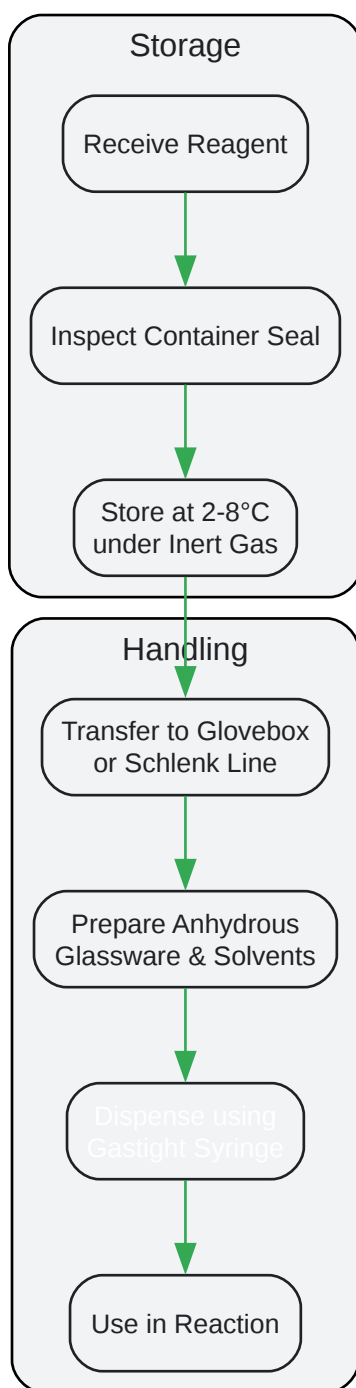 Storage
Receive Reagent
Inspect Container Seal
Store at 2-8°C
under Inert Gas
Handling
Transfer to Glovebox
or Schlenk Line
Prepare Anhydrous
Glassware & Solvents
Dispense using
Gastight Syringe
Use in Reaction